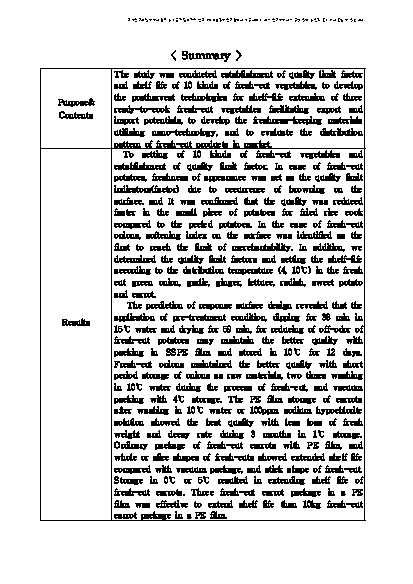 < Summary >
The study was conducted establishment of quality limit factor
and shelf life of 10 kinds of fresh-cut vegetables, to develop
the postharvest technologies for shelf-life extension of three
Purpose&
ready-to-cook fresh-cut vegetables facilitating export and
Contents
import potentials, to develop the freshness-keeping materials
utilizing nano-technology, and to evaluate the distribution
pattern of fresh-cut products in market.
Results
To setting of 10 kinds of fresh-cut vegetables and
establishment of quality limit factor. In case of fresh-cut
potatoes, freshness of appearance was set as the quality limit
indicators(factor) due to occurrence of browning on the
surface, and It was confirmed that the quality was reduced
faster in the small piece of potatoes for fried rice cook
compared to the peeled potatoes. In the case of fresh-cut
onions, softening index on the surface was identified as the
first to reach the limit of merchantability. In addition, we
determined the quality limit factors and setting the shelf-life
according to the distribution temperature (4, 10℃) in the fresh
cut green onion, garlic, ginger, lettuce, radish, sweet potato
and carrot.
The prediction of response surface design revealed that the
application of pre-treatment condition, dipping for 36 min in
15℃ water and drying for 59 min, for reducing of off-odor of
fresh-cut potatoes may maintain the better quality with
packing in SSPE film and stored in 10℃ for 12 days.
Fresh-cut onions maintained the better quality with short
period storage of onions as raw materials, two times washing
in 10℃ water during the process of fresh-cut, and vacuum
packing with 4℃ storage. The PE film storage of carrots
after washing in 10℃ water or 100ppm sodium hypochlorite
solution showed the best quality with less loss of fresh
weight and decay rate during 3 months in 1℃ storage.
Ordinary package of fresh-cut carrots with PE film, and
whole or slice shapes of fresh-cuts showed extended shelf life
compared with vacuum package, and stick shape of fresh-cut.
Storage in 0℃ or 5℃ resulted in extending shelf life of
fresh-cut carrots. Three fresh-cut carrot package in a PE
film was effective to extend shelf life than 10kg fresh-cut
carrot package in a PE film.